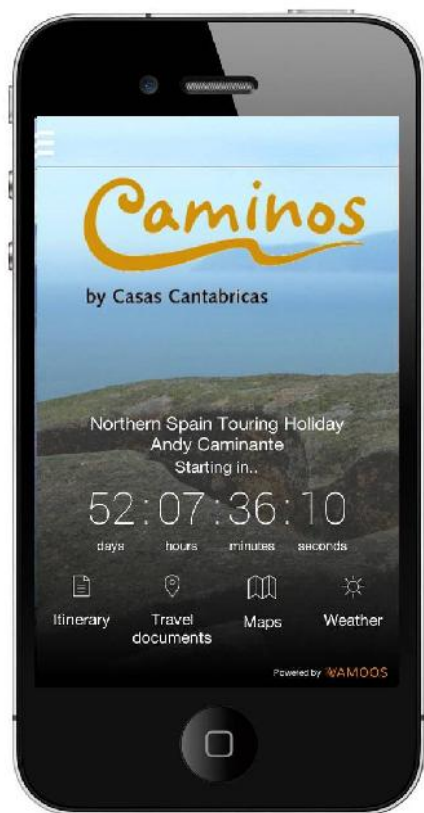 Caminos
by Casas Cantabricas
Northern Spain Touring Holiday
Andy Caminante
Starting in..
52:07:36:10
days hours minutes seconds
Itinerary Travel documents Maps Weather
Powered by VAMOOS